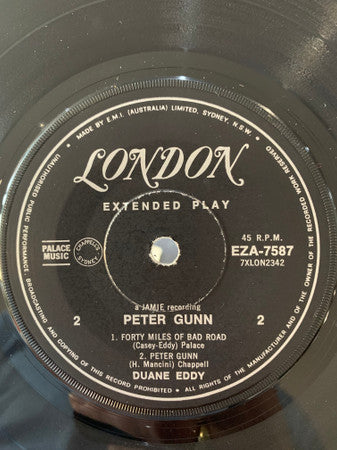 MADE BY E.M.I. (AUSTRALIA) LIMITED, SYDNEY, N.S.W.
ALL RIGHTS OF THE MANUFACTURER AND OF THE OWNER OF THE RECORDED WORK RESERVED
UNAUTHORISED PUBLIC PERFORMANCE, BROADCASTING AND COPYING OF THIS RECORD PROHIBITED
LONDON
EXTENDED PLAY
PALACE
MUSIC
CHAPPELL'S
SYDNEY
45 R.P.M.
EZA-7587
7XLON2342
a JAMIE recording
2 PETER GUNN 2
1. FORTY MILES OF BAD ROAD
(Casey-Eddy) Palace
2. PETER GUNN
(H. Mancini) Chappell
DUANE EDDY